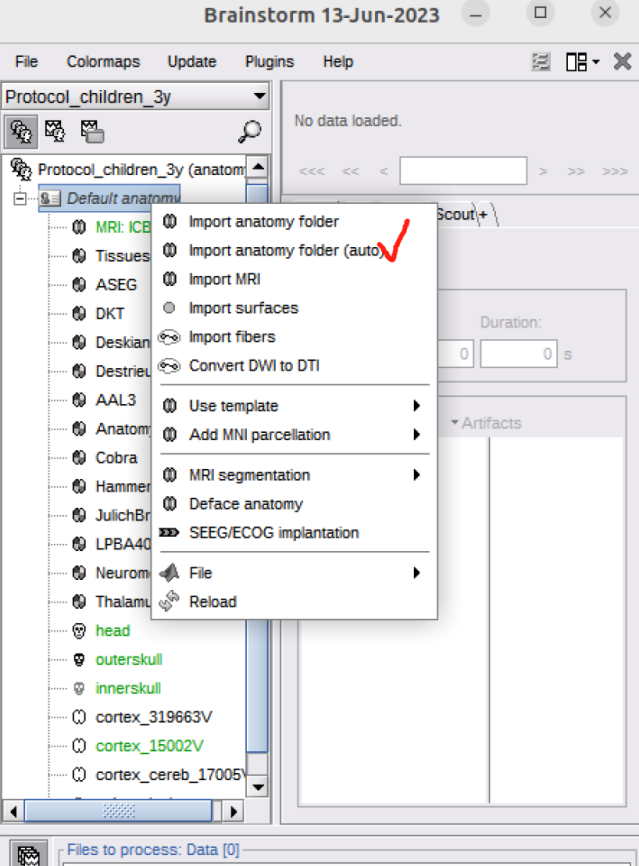 Brainstorm 13-Jun-2023
File Colormaps Update Plugins Help
Protocol_children_3y
No data loaded.
<<< << < > >> >>>
Protocol_children_3y (anatom
Default anatomy
Scout +
MRI: ICB
Tissues
ASEG
DKT
Deskian
Destrieu
AAL3
Anatom
Cobra
Hammer
JulichBr
LPBA40
Neurom
Thalamu
head
outerskull
innerskull
cortex_319663V
cortex_15002V
cortex_cereb_17005V
Import anatomy folder
Import anatomy folder (auto)
Import MRI
Import surfaces
Import fibers
Convert DWI to DTI
Use template
Add MNI parcellation
MRI segmentation
Deface anatomy
SEEG/ECOG implantation
File
Reload
Duration:
0 0 s
Artifacts
Files to process: Data [0]